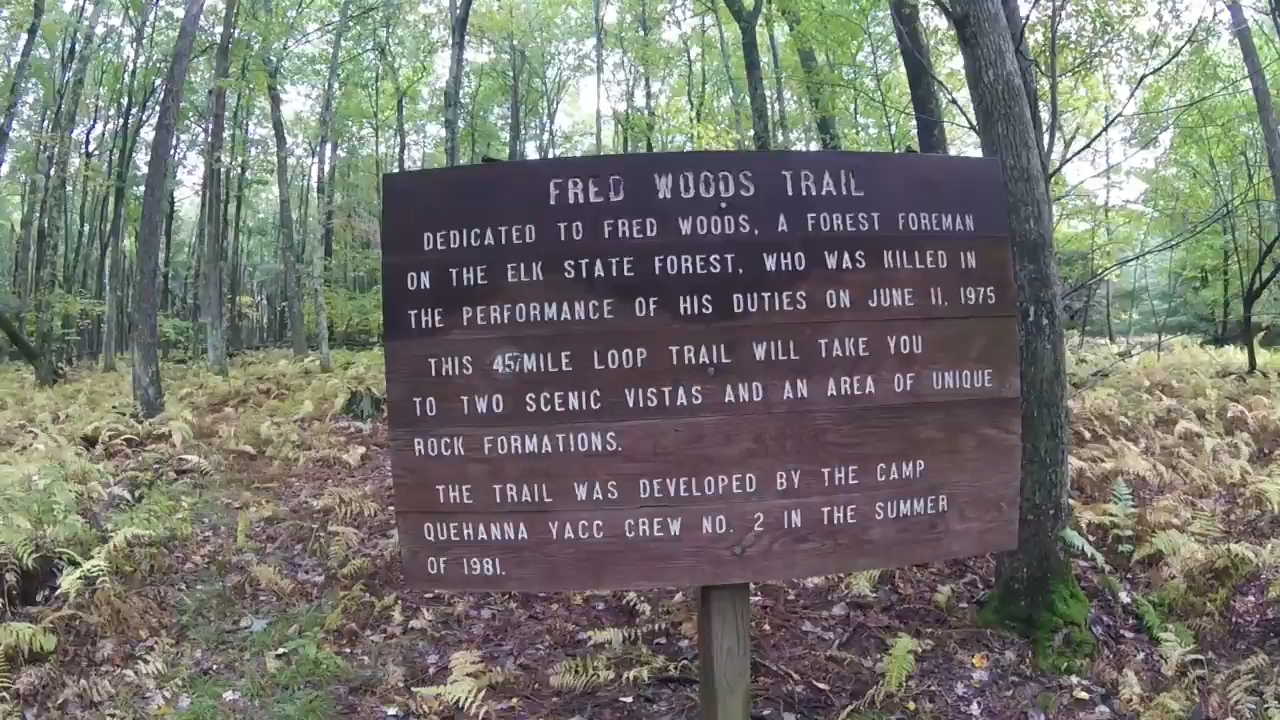 FRED WOODS TRAIL
DEDICATED TO FRED WOODS, A FOREST FOREMAN
ON THE ELK STATE FOREST, WHO WAS KILLED IN
THE PERFORMANCE OF HIS DUTIES ON JUNE 11, 1975
THIS MILE LOOP TRAIL WILL TAKE YOU
TO TWO SCENIC VISTAS AND AN AREA OF UNIQUE
ROCK FORMATIONS.
THE TRAIL WAS DEVELOPED BY THE CAMP
QUEHANNA YACC CREW NO. 2 IN THE SUMMER
OF 1981.